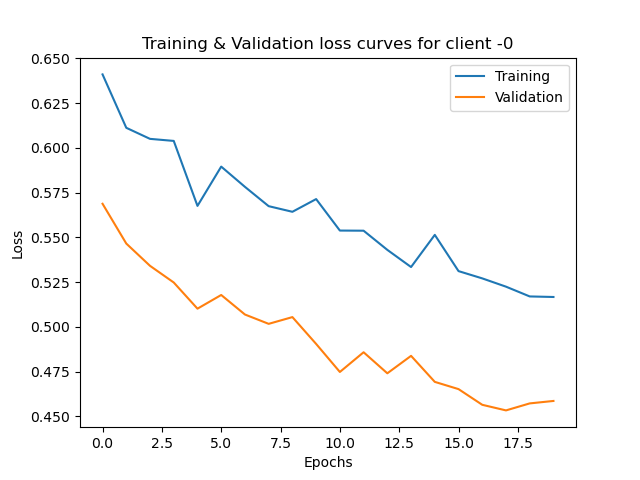 Training & Validation loss curves for client -0
Training
Validation
Loss
0.650
0.625
0.600
0.575
0.550
0.525
0.500
0.475
0.450
0.0 2.5 5.0 7.5 10.0 12.5 15.0 17.5
Epochs